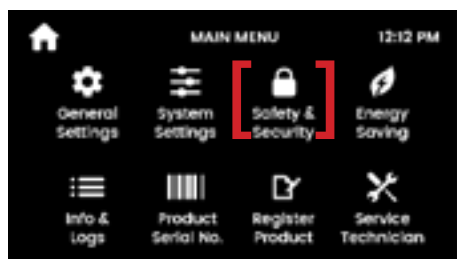 MAIN MENU 12:12 PM
General Settings
System Settings
Safety & Security
Energy Saving
Info & Logs
Product Serial No.
Register Product
Service Technician